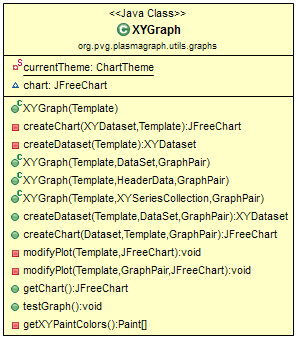 <<Java Class>>
XYGraph
org.pvg.plasmagraph.utils.graphs
currentTheme: ChartTheme
chart: JFreeChart
XYGraph(Template)
createChart(XYDataset,Template):JFreeChart
createDataset(Template):XYDataset
XYGraph(Template,DataSet,GraphPair)
XYGraph(Template,HeaderData,GraphPair)
XYGraph(Template,XYSeriesCollection,GraphPair)
createDataset(Template,DataSet,GraphPair):XYDataset
createChart(Dataset,Template,GraphPair):JFreeChart
modifyPlot(Template,JFreeChart):void
modifyPlot(Template,GraphPair,JFreeChart):void
getChart():JFreeChart
testGraph():void
getXYPaintColors():Paint[]